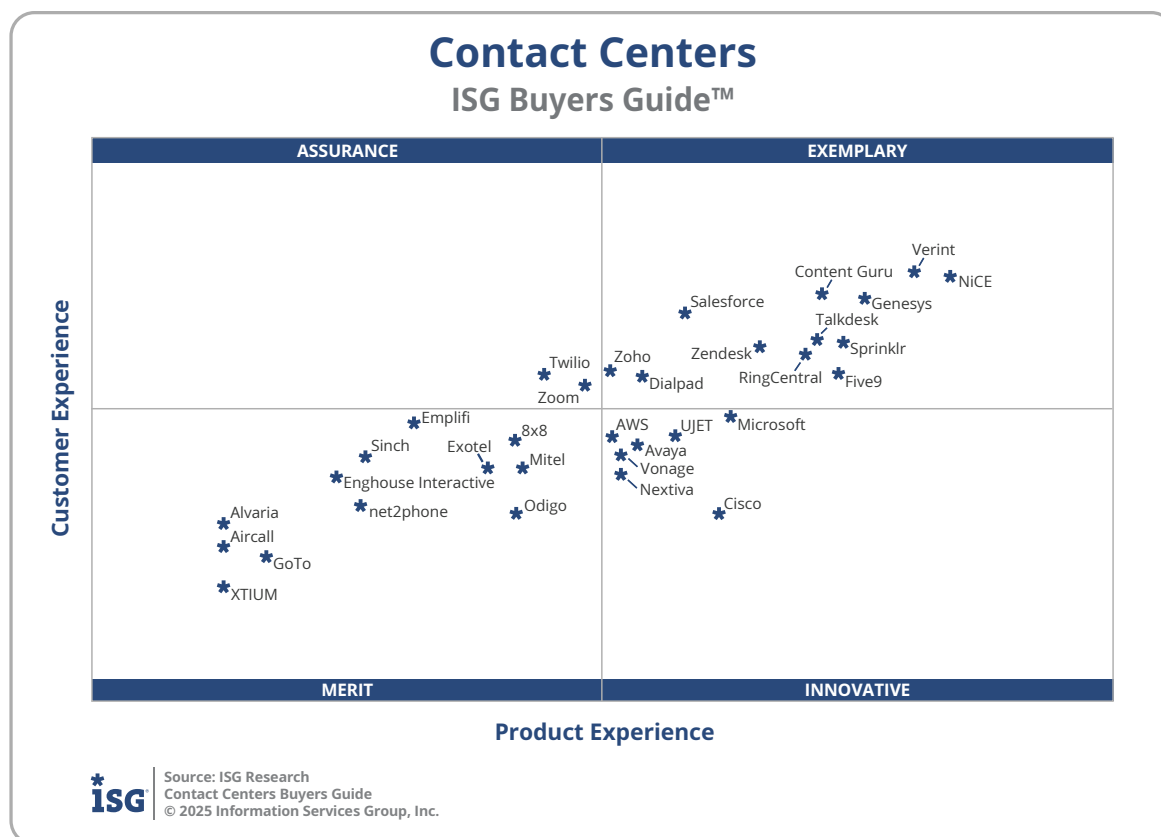 Contact Centers
ISG Buyers Guide™
ASSURANCE
EXEMPLARY
Verint
Content Guru
NiCE
Salesforce
Genesys
Talkdesk
Zendesk
Sprinklr
Twilio
Zoho
RingCentral
Dialpad
Five9
Zoom
Emplifi
AWS
UJET
Microsoft
8x8
Sinch
Exotel
Avaya
Mitel
Vonage
Enghouse Interactive
Nextiva
Odigo
Cisco
net2phone
Alvaria
Aircall
GoTo
XTIUM
Customer Experience
MERIT
INNOVATIVE
Product Experience
iSG
Source: ISG Research
Contact Centers Buyers Guide
© 2025 Information Services Group, Inc.